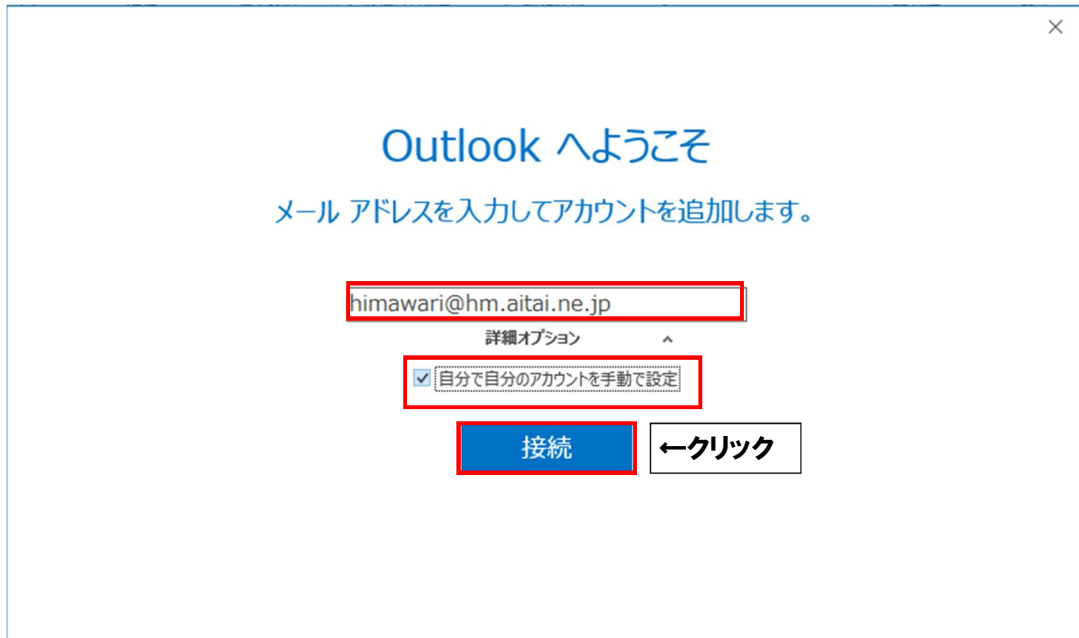 Outlook へようこそ
メール アドレスを入力してアカウントを追加します。
himawari@hm.aitai.ne.jp
詳細オプション
自分で自分のアカウントを手動で設定
接続 ←クリック